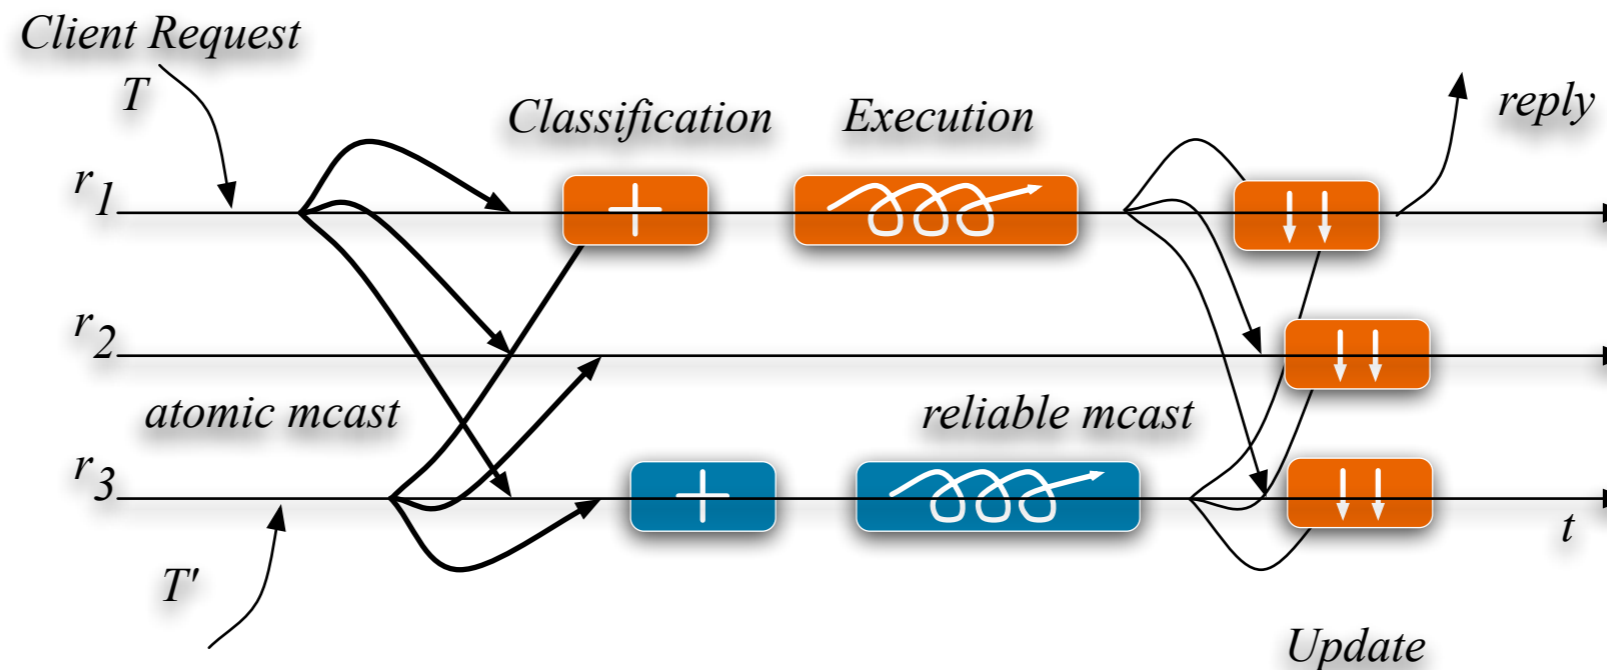 Client Request
T
Classification
Execution
reply
r1
r2
atomic mcast
reliable mcast
r3
t
T'
Update